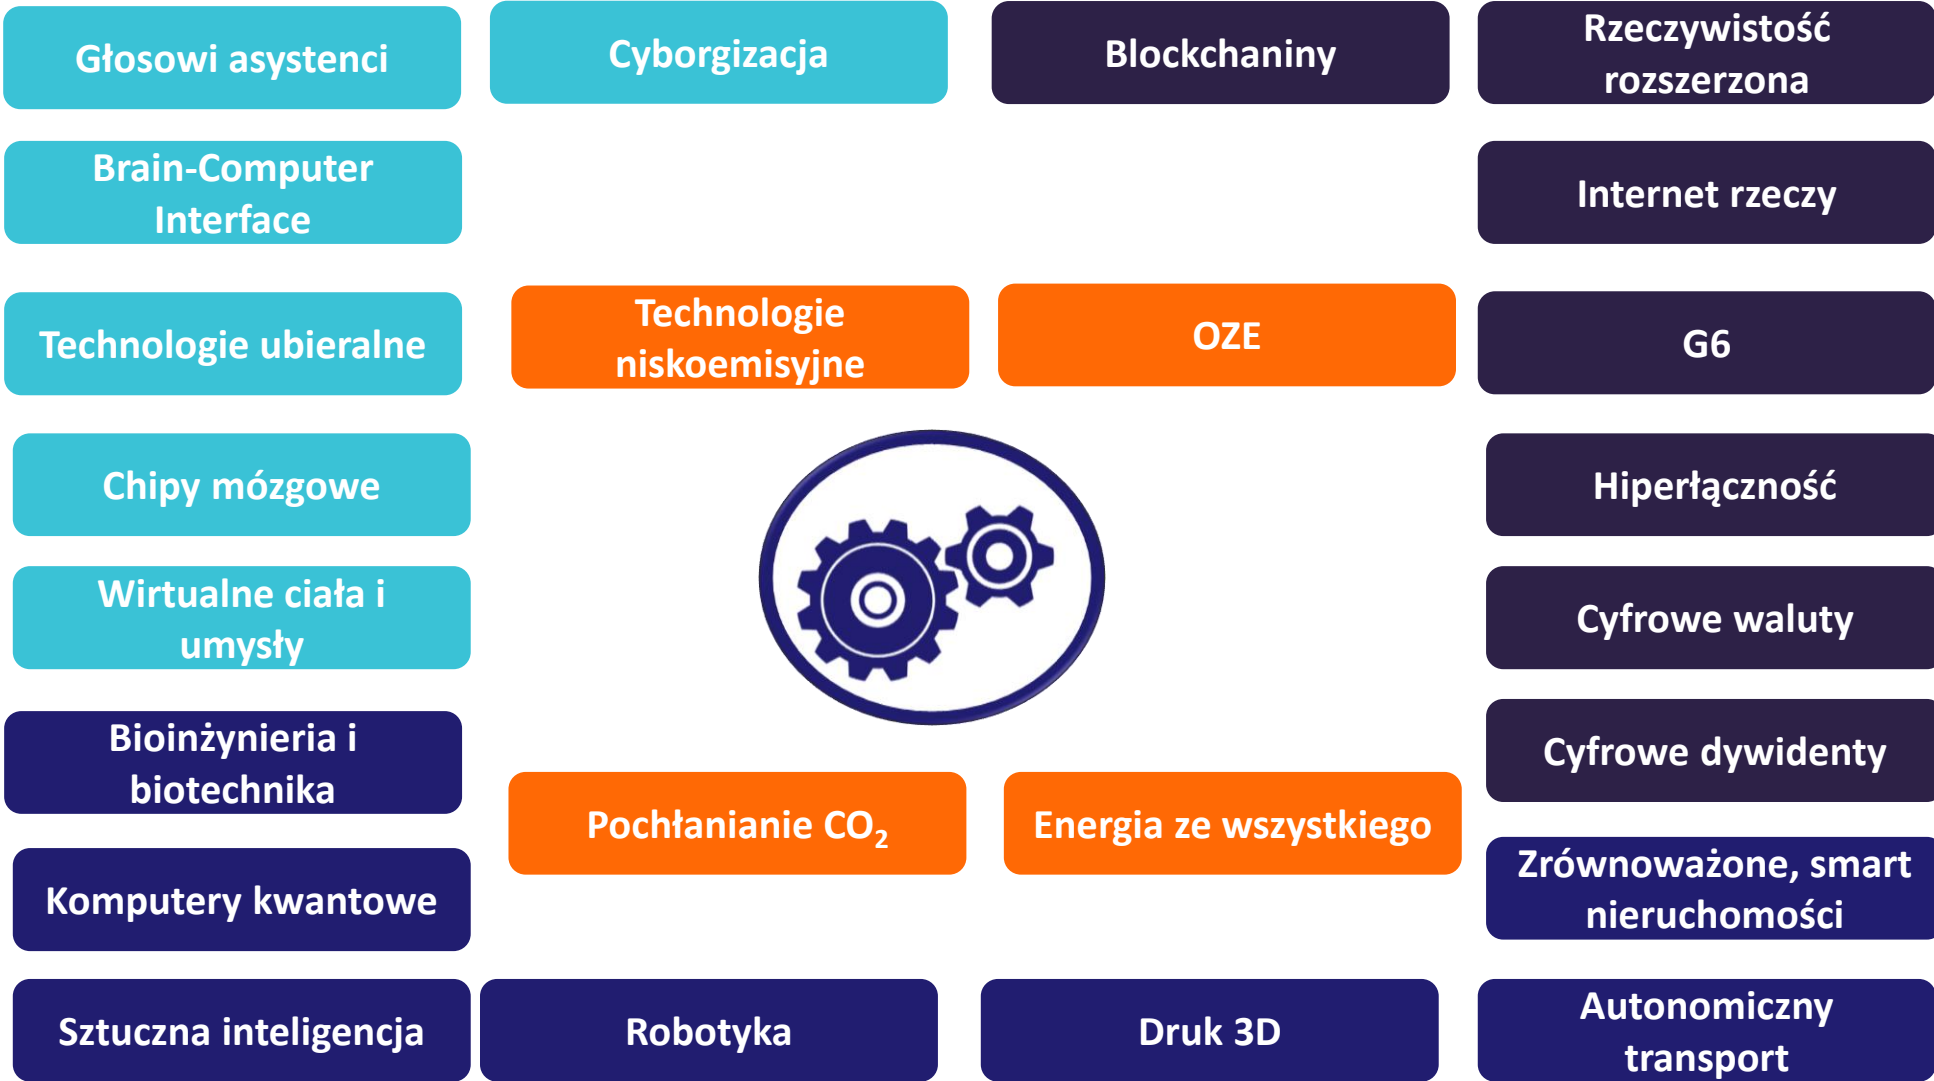 Głosowi asystenci
Cyborgizacja
Blockchaniny
Rzeczywistość
rozszerzona
Brain-Computer
Interface
Internet rzeczy
Technologie ubieralne
Technologie
niskoemisyjne
OZE
G6
Chipy mózgowe
Hiperłączność
Wirtualne ciała i
umysły
Cyfrowe waluty
Bioinżynieria i
biotechnika
Cyfrowe dywidenty
Pochłanianie CO₂
Energia ze wszystkiego
Komputery kwantowe
Zrównoważone, smart
nieruchomości
Sztuczna inteligencja
Robotyka
Druk 3D
Autonomiczny
transport